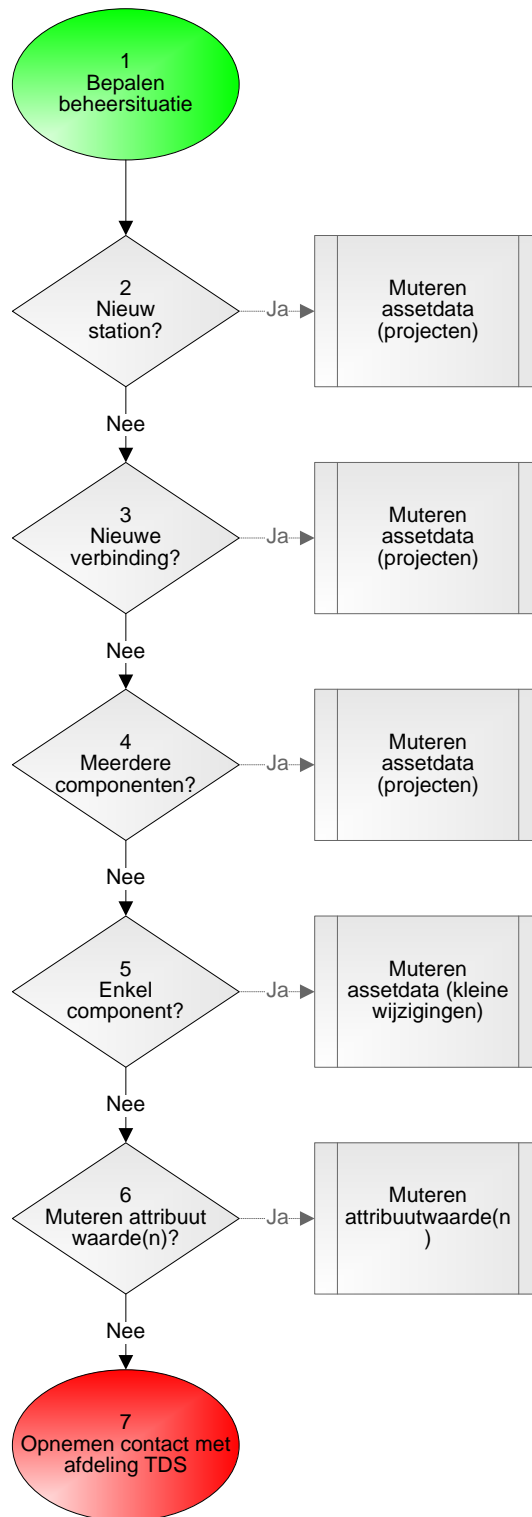 1
Bepalen
beheersituatie
2
Nieuw
station?
Ja
Muteren
assetdata
(projecten)
Nee
3
Nieuwe
verbinding?
Ja
Muteren
assetdata
(projecten)
Nee
4
Meerdere
componenten?
Ja
Muteren
assetdata
(projecten)
Nee
5
Enkel
component?
Ja
Muteren
assetdata (kleine
wijzigingen)
Nee
6
Muteren attribuut
waarde(n)?
Ja
Muteren
attribuutwaarde(n
)
Nee
7
Opnemen contact met
afdeling TDS